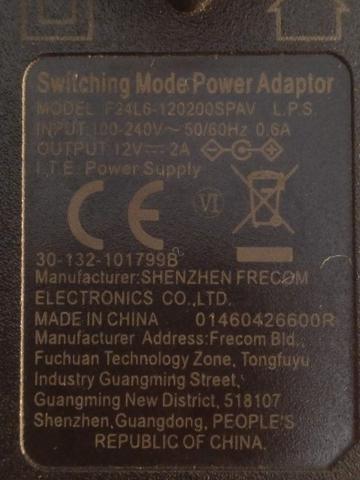 Switching Mode Power Adaptor
MODEL: F24L6-120200SPAV L.P.S.
INPUT:100-240V~50/60Hz 0.6A
OUTPUT:12V⎓2A
I.T.E. Power Supply
CE
VI
30-132-101799B
Manufacturer:SHENZHEN FRECOM
ELECTRONICS CO.,LTD.
MADE IN CHINA 01460426600R
Manufacturer Address:Frecom Bld.,
Fuchuan Technology Zone, Tongfuyu
Industry Guangming Street,
Guangming New District, 518107
Shenzhen,Guangdong, PEOPLE'S
REPUBLIC OF CHINA.